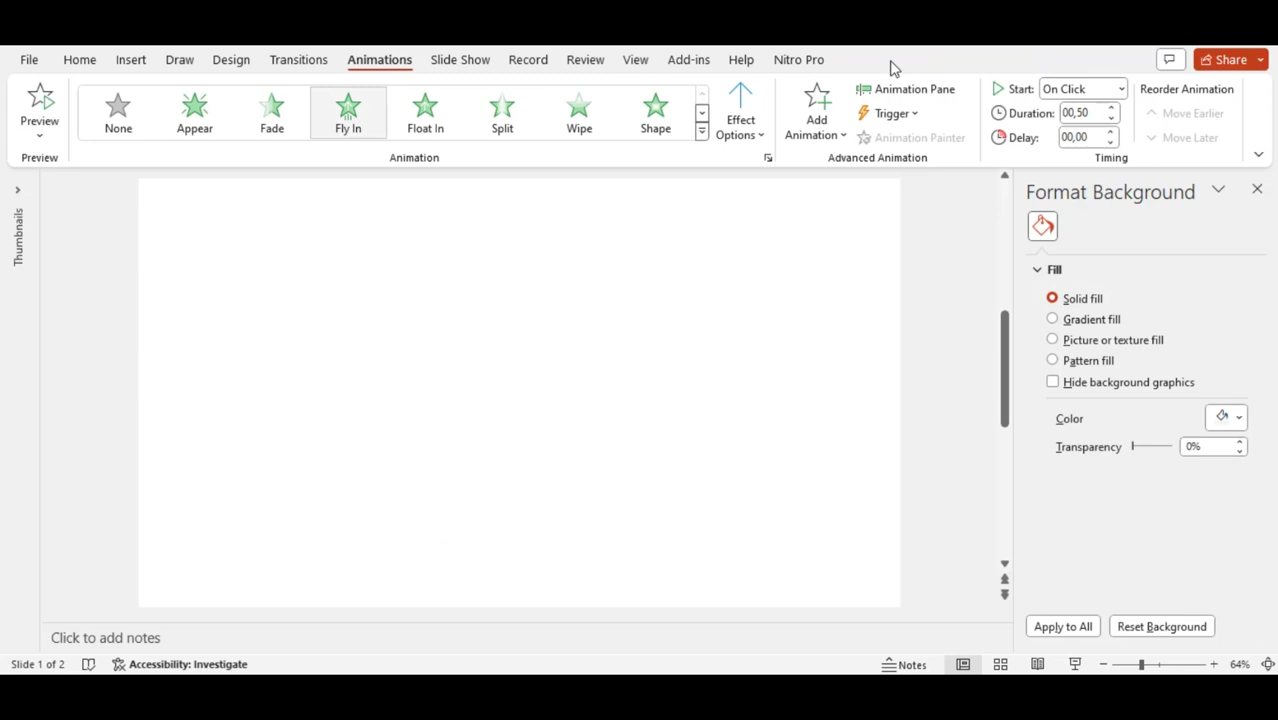 File Home Insert Draw Design Transitions Animations Slide Show Record Review View Add-ins Help Nitro Pro Share
Preview
None Appear Fade Fly In Float In Split Wipe Shape
Effect
Options
Add
Animation
Animation Pane
Trigger
Animation Painter
Start: On Click
Duration: 00,50
Delay: 00,00
Reorder Animation
Move Earlier
Move Later
Preview Animation Advanced Animation Timing
Thumbnails
Format Background
Fill
Solid fill
Gradient fill
Picture or texture fill
Pattern fill
Hide background graphics
Color
Transparency 0%
Apply to All Reset Background
Click to add notes
Slide 1 of 2 Accessibility: Investigate Notes 64%